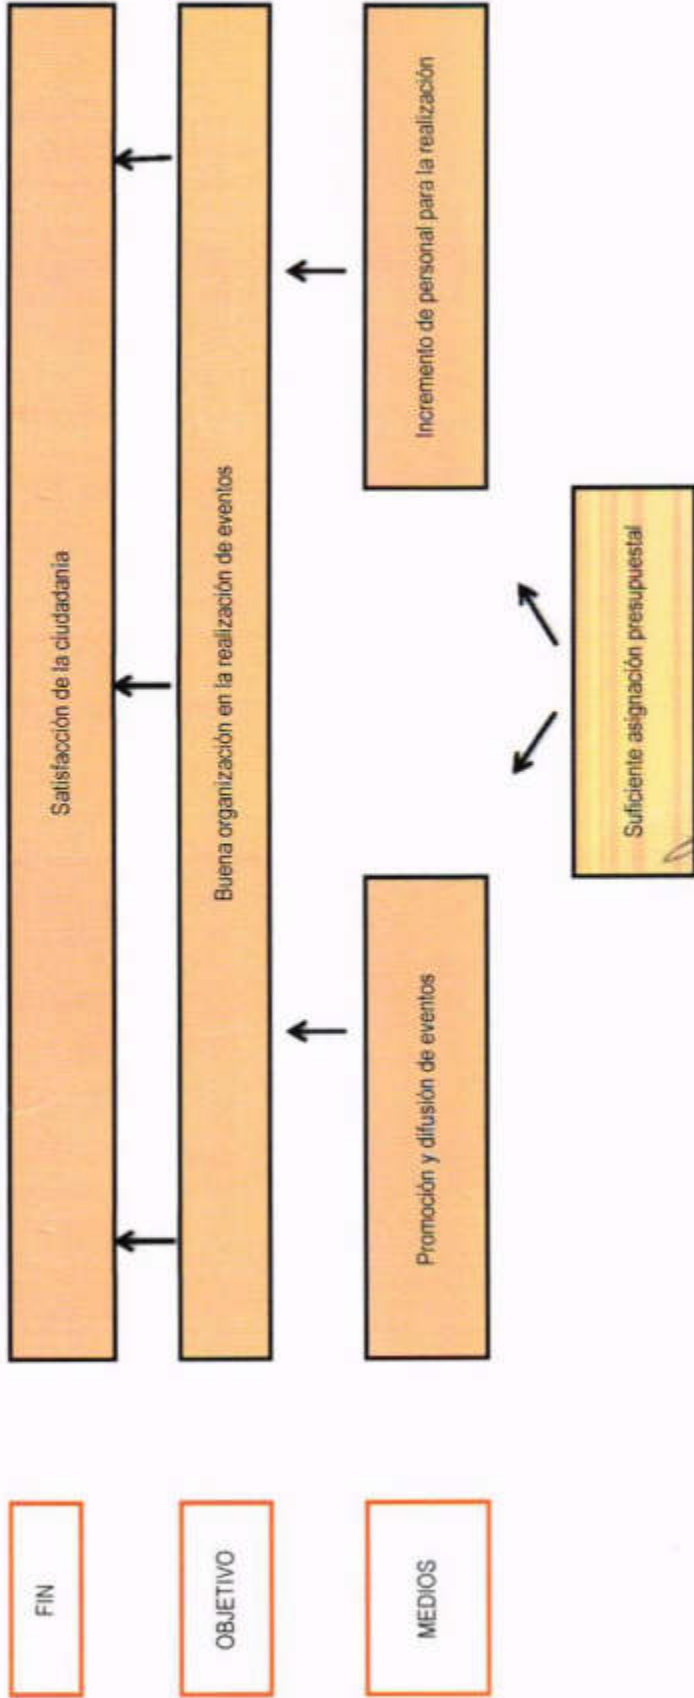 FIN
Satisfacción de la ciudadanía
OBJETIVO
Buena organización en la realización de eventos
MEDIOS
Promoción y difusión de eventos
Incremento de personal para la realización
Suficiente asignación presupuestal